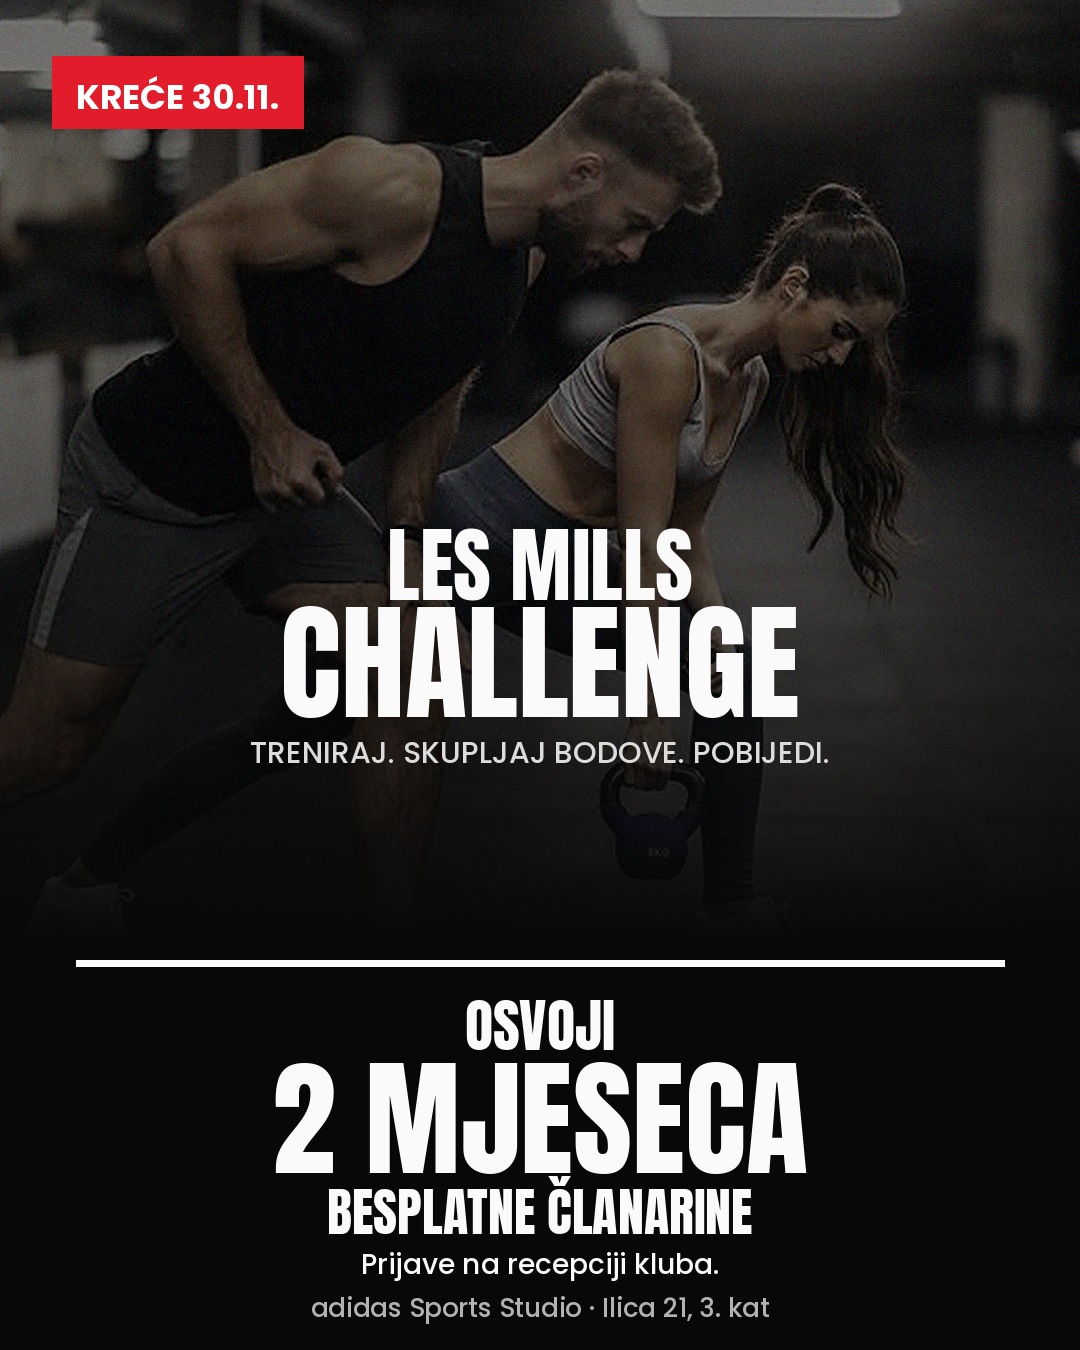 KREĆE 30.11.
LES MILLS
CHALLENGE
TRENIRAJ. SKUPLJAJ BODOVE. POBIJEDI.
OSVOJI
2 MJESECA
BESPLATNE ČLANARINE
Prijave na recepciji kluba.
adidas Sports Studio · Ilica 21, 3. kat